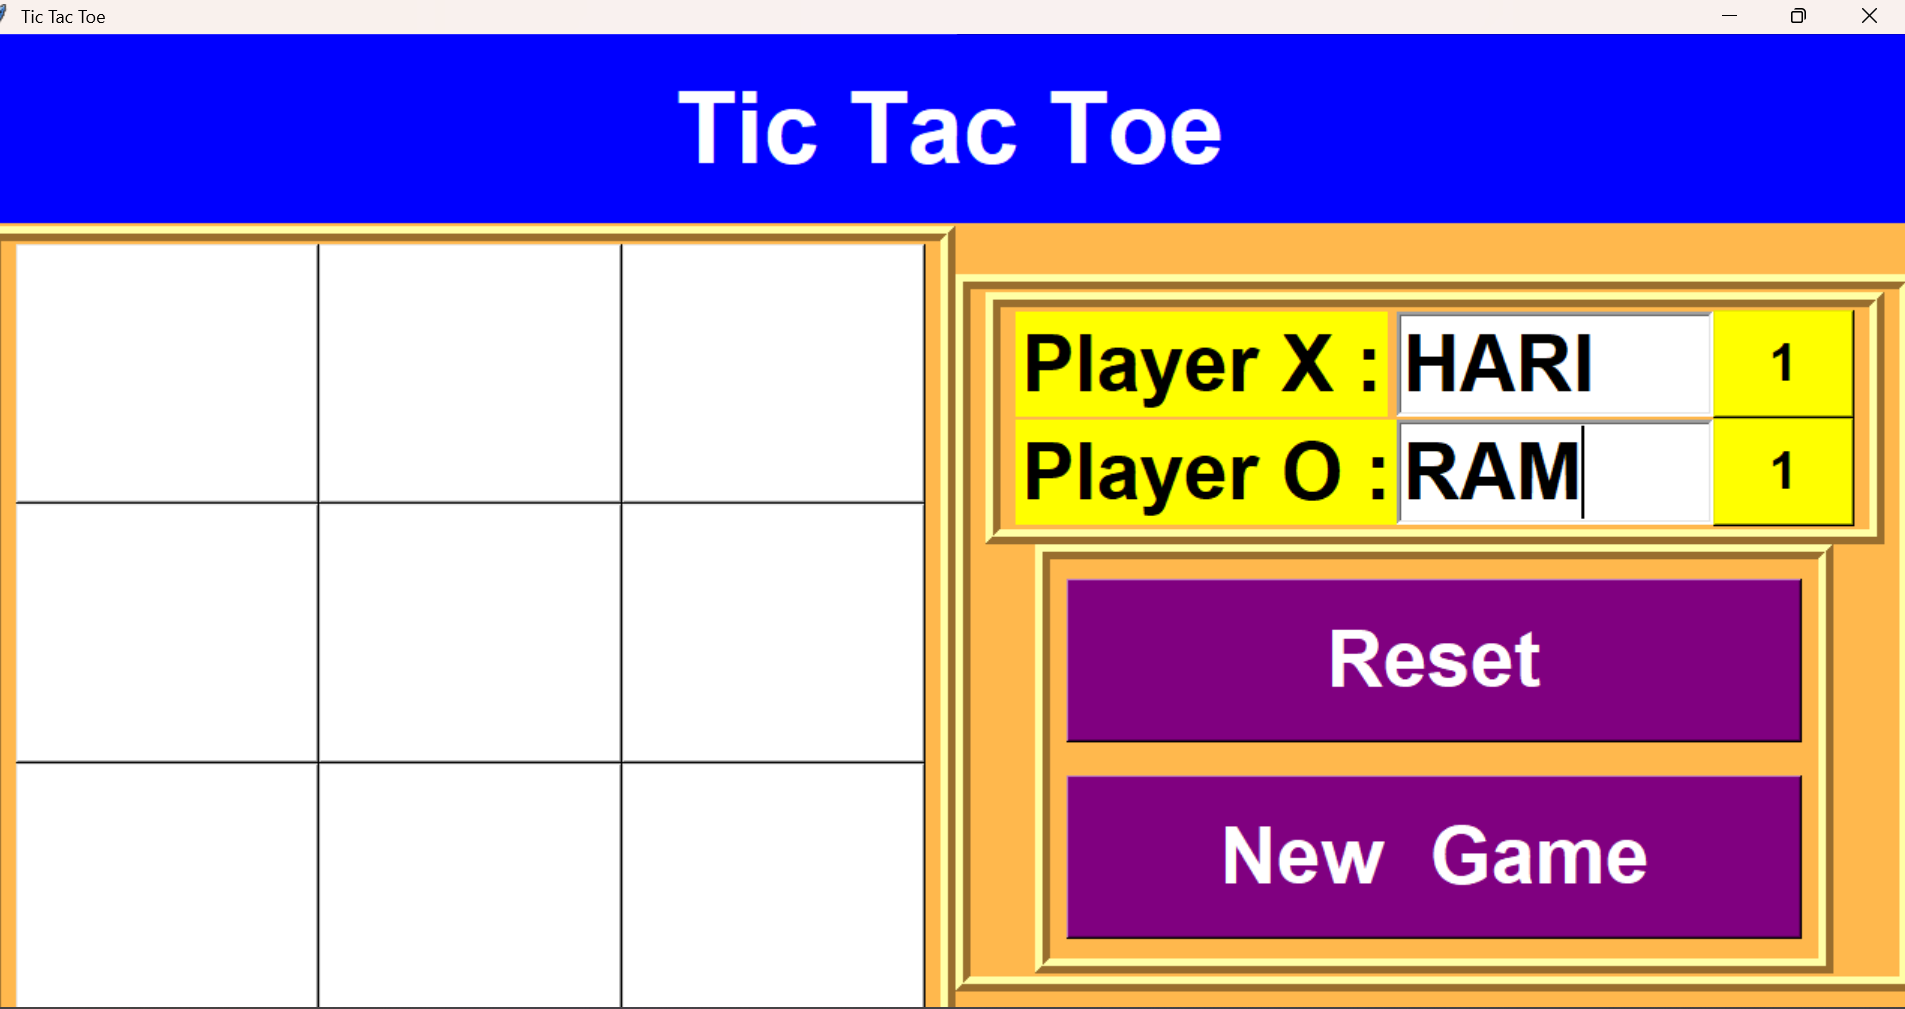 Tic Tac Toe
Tic Tac Toe
Player X : HARI 1
Player O : RAM 1
Reset
New Game